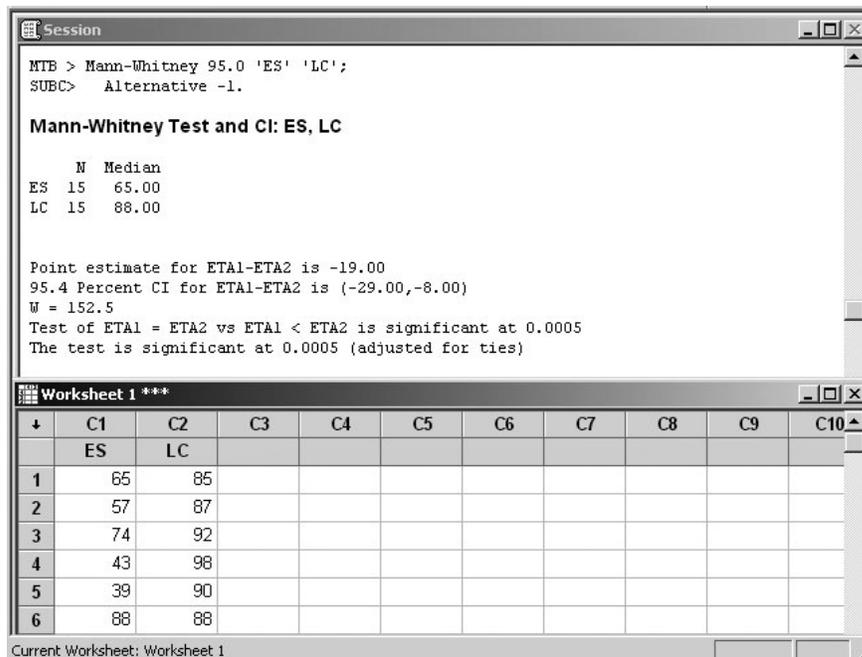 Session
MTB > Mann-Whitney 95.0 'ES' 'LC';
SUBC> Alternative -1.
Mann-Whitney Test and CI: ES, LC
N Median
ES 15 65.00
LC 15 88.00
Point estimate for ETA1-ETA2 is -19.00
95.4 Percent CI for ETA1-ETA2 is (-29.00,-8.00)
W = 152.5
Test of ETA1 = ETA2 vs ETA1 < ETA2 is significant at 0.0005
The test is significant at 0.0005 (adjusted for ties)
Worksheet 1 ***
C1 C2 C3 C4 C5 C6 C7 C8 C9 C10
ES LC
1 65 85
2 57 87
3 74 92
4 43 98
5 39 90
6 88 88
Current Worksheet: Worksheet 1